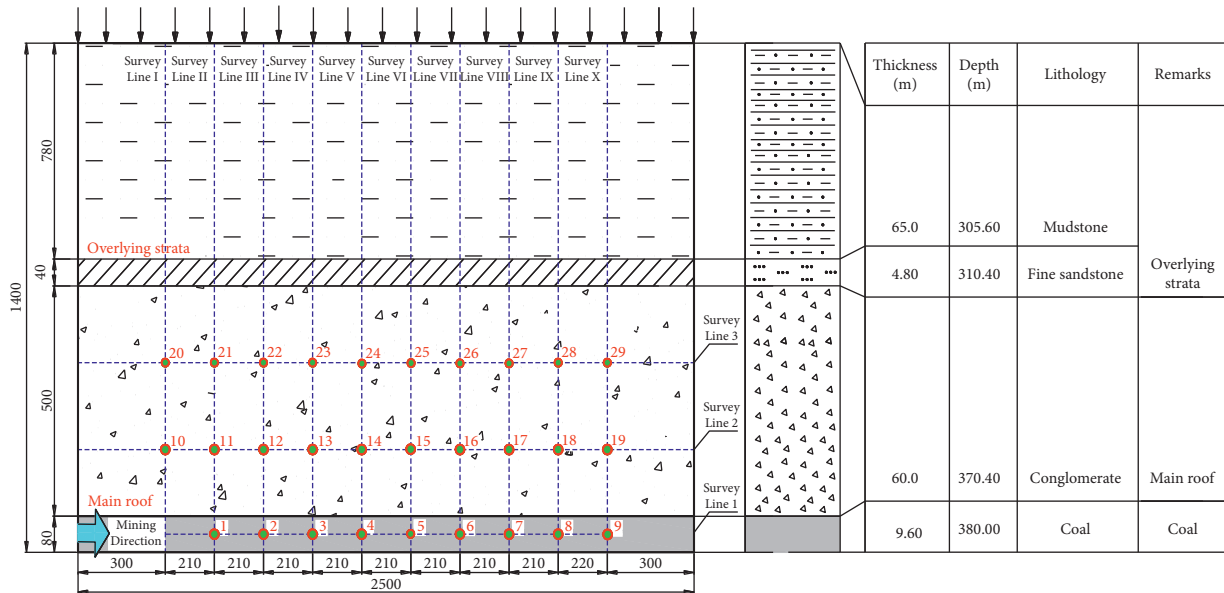 Survey Line I
Survey Line II
Survey Line III
Survey Line IV
Survey Line V
Survey Line VI
Survey Line VII
Survey Line VIII
Survey Line IX
Survey Line X
1400
780
40
500
80
Overlying strata
20 21 22 23 24 25 26 27 28 29
10 11 12 13 14 15 16 17 18 19
Main roof
Mining
Direction
1 2 3 4 5 6 7 8 9
300 210 210 210 210 210 210 210 220 300
2500
Survey
Line 3
Survey
Line 2
Survey
Line 1
Thickness (m) Depth (m) Lithology Remarks
65.0 305.60 Mudstone
4.80 310.40 Fine sandstone Overlying strata
60.0 370.40 Conglomerate Main roof
9.60 380.00 Coal Coal